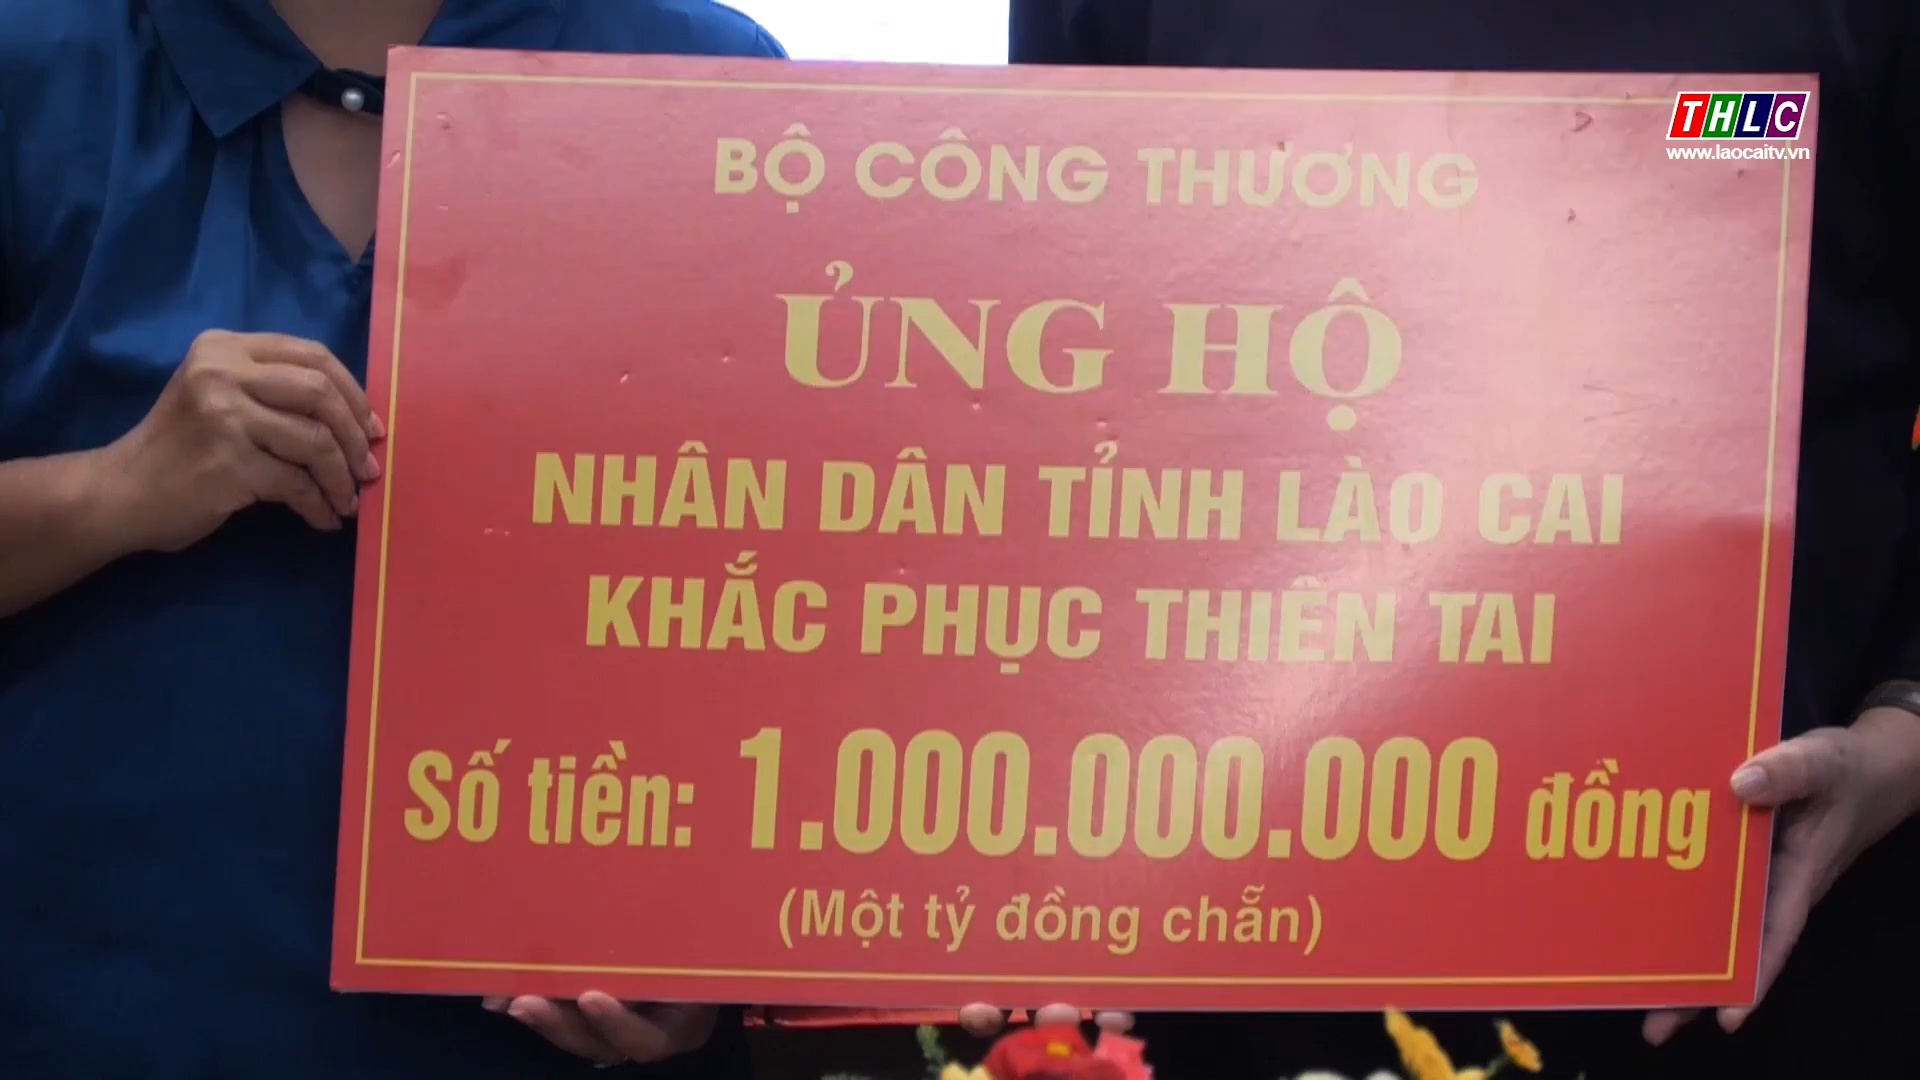 THLC
www.laocaitv.vn
BỘ CÔNG THƯƠNG
ỦNG HỘ
NHÂN DÂN TỈNH LÀO CAI
KHẮC PHỤC THIÊN TAI
Số tiền: 1.000.000.000 đồng
(Một tỷ đồng chẵn)